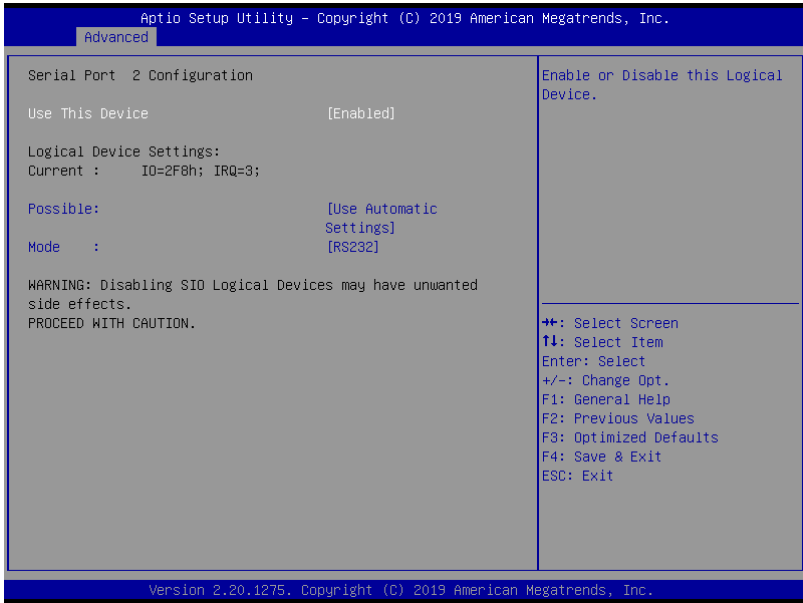 Aptio Setup Utility – Copyright (C) 2019 American Megatrends, Inc.
Advanced
Serial Port  2 Configuration
Use This Device [Enabled]
Logical Device Settings:
Current :     IO=2F8h; IRQ=3;
Possible: [Use Automatic
Settings]
Mode    : [RS232]
WARNING: Disabling SIO Logical Devices may have unwanted
side effects.
PROCEED WITH CAUTION.
Enable or Disable this Logical
Device.
→←: Select Screen
↑↓: Select Item
Enter: Select
+/-: Change Opt.
F1: General Help
F2: Previous Values
F3: Optimized Defaults
F4: Save & Exit
ESC: Exit
Version 2.20.1275. Copyright (C) 2019 American Megatrends, Inc.